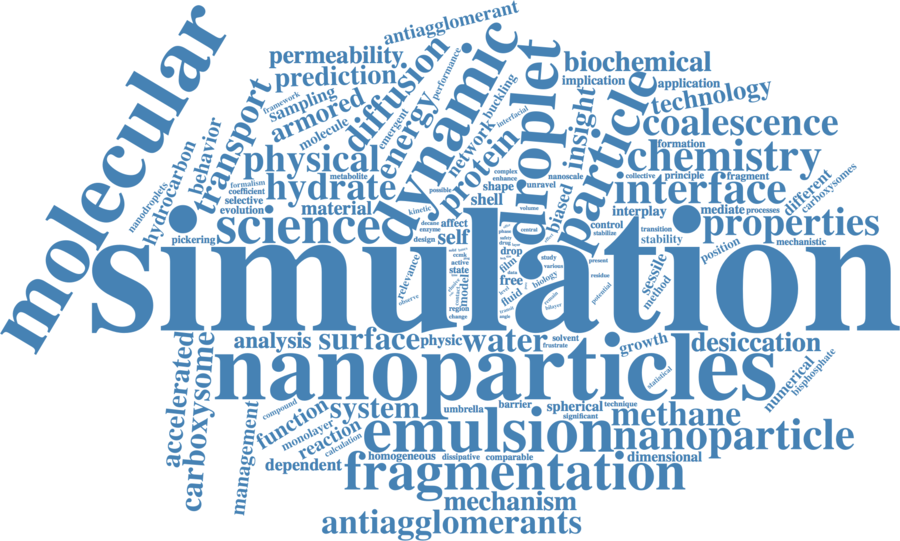 antiagglomerant
molecular
permeability
prediction
framework
sampling
armored
molecule
diffusion
emergent
energy
performance
dynamic
network
buckling
interfacial
droplet
biochemical
implication
application
technology
insight
particle
coalescence
formation
chemistry
collective
principle
fragment
interface
transport
behavior
hydrocarbon
nanodroplets
physical
metabolite
formalism
coefficient
selective
evolution
hydrate
material
science
pickering
possible
kinetic
protein
complex
enhance
shape
shell
unravel
nanoscale
biased
volume
central
control
stabilize
interplay
mediate
processes
different
carboxysomes
properties
transition
stability
mechanistic
position
affect
enzyme
design
self
drop
film
free
fluid
biology
study
various
present
residue
potential
sessile
method
relevance
observe
active
state
model
region
change
contact
simulation
analysis
surface
physic
water
solvent
frustrate
growth
statistical
desiccation
numerical
bisphosphate
nanoparticles
accelerated
carboxysome
management
compound
function
monolayer
reaction
calculation
system
umbrella
barrier
spherical
technique
significant
methane
emulsion
nanoparticle
dependent
homogeneous
dissipative
comparable
dimensional
fragmentation
mechanism
antiagglomerants